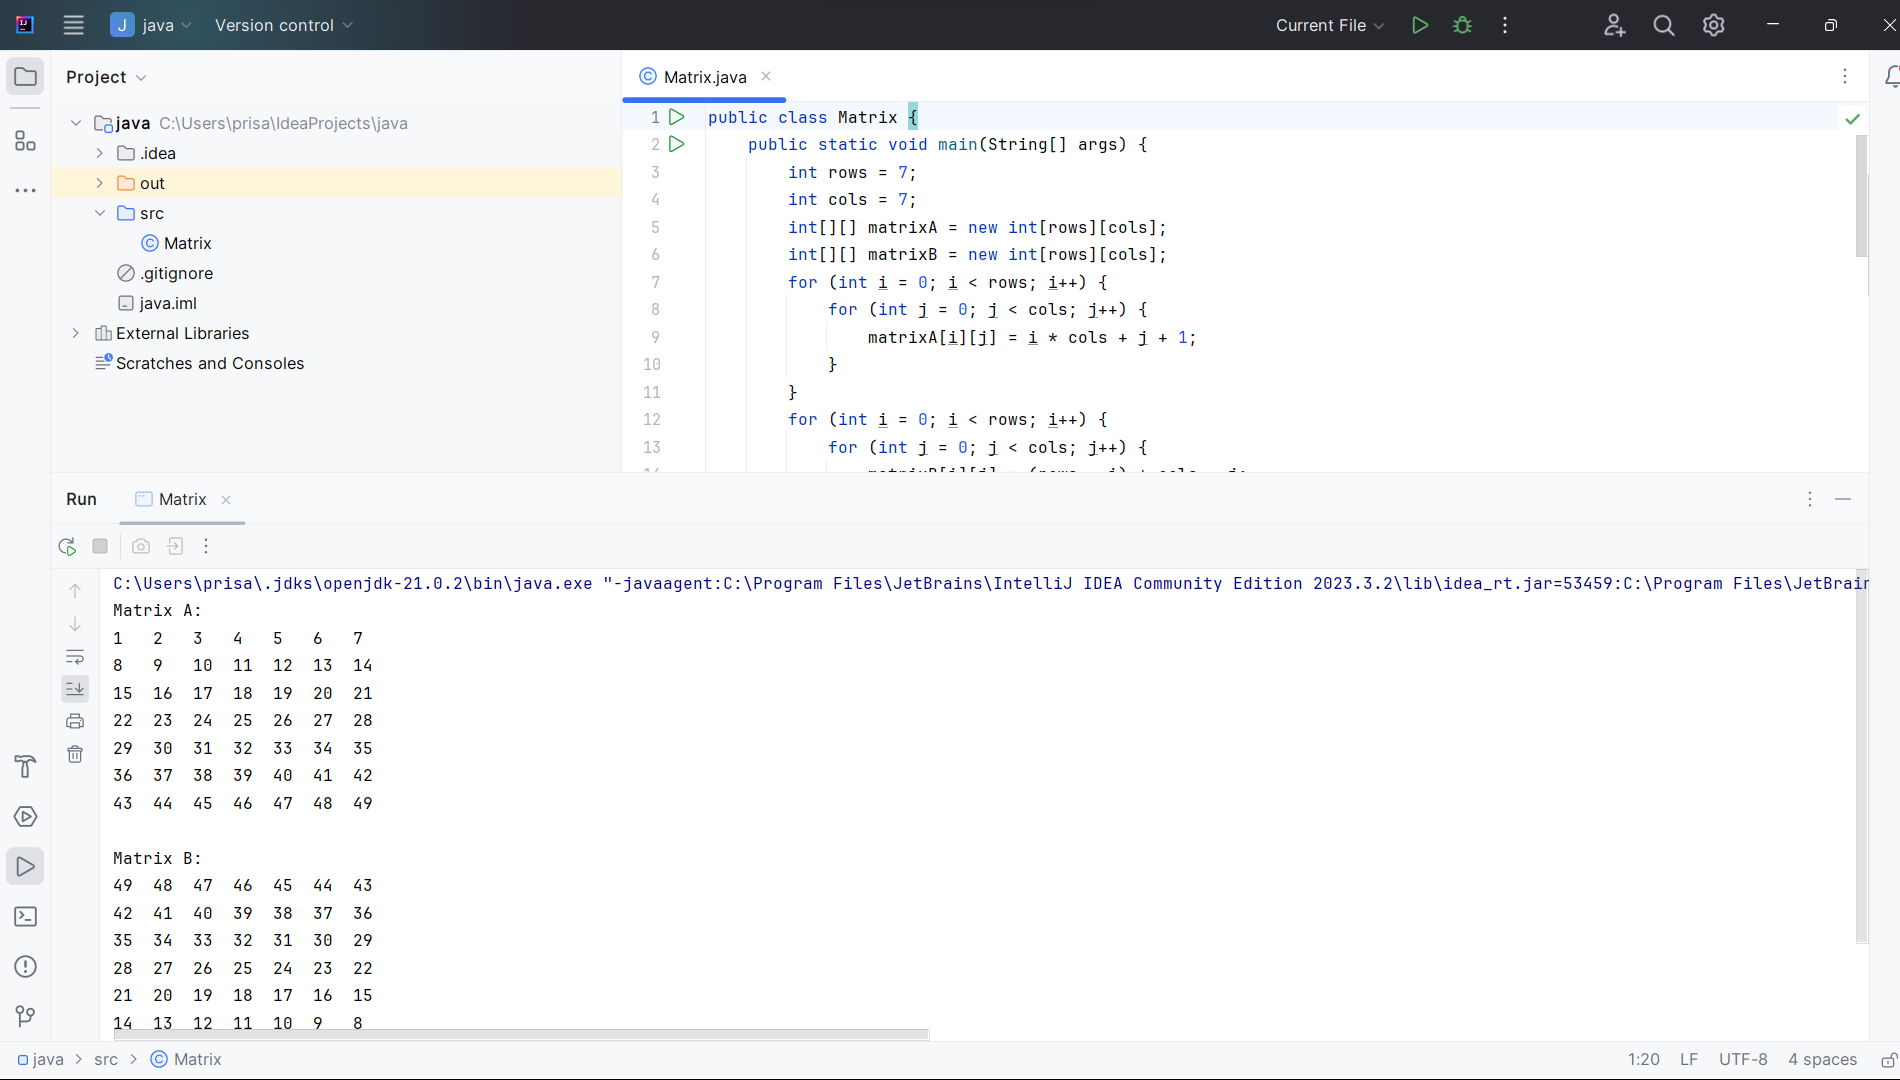 java
Version control
Current File
Project
Matrix.java
java C:\Users\prisa\IdeaProjects\java
.idea
out
src
Matrix
.gitignore
java.iml
External Libraries
Scratches and Consoles
1 public class Matrix {
2 public static void main(String[] args) {
3 int rows = 7;
4 int cols = 7;
5 int[][] matrixA = new int[rows][cols];
6 int[][] matrixB = new int[rows][cols];
7 for (int i = 0; i < rows; i++) {
8 for (int j = 0; j < cols; j++) {
9 matrixA[i][j] = i * cols + j + 1;
10 }
11 }
12 for (int i = 0; i < rows; i++) {
13 for (int j = 0; j < cols; j++) {
Run
Matrix
C:\Users\prisa\.jdks\openjdk-21.0.2\bin\java.exe "-javaagent:C:\Program Files\JetBrains\IntelliJ IDEA Community Edition 2023.3.2\lib\idea_rt.jar=53459:C:\Program Files\JetBrain
Matrix A:
1 2 3 4 5 6 7
8 9 10 11 12 13 14
15 16 17 18 19 20 21
22 23 24 25 26 27 28
29 30 31 32 33 34 35
36 37 38 39 40 41 42
43 44 45 46 47 48 49
Matrix B:
49 48 47 46 45 44 43
42 41 40 39 38 37 36
35 34 33 32 31 30 29
28 27 26 25 24 23 22
21 20 19 18 17 16 15
14 13 12 11 10 9 8
java > src > Matrix
1:20 LF UTF-8 4 spaces